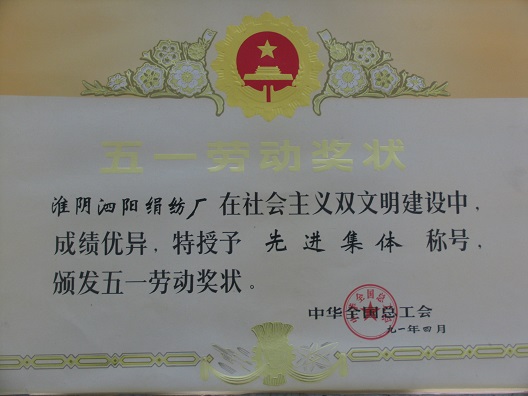 五一劳动奖状
淮阴泗阳绢纺厂在社会主义双文明建设中,
成绩优异,特授予 先进集体 称号,
颁发五一劳动奖状。
中华全国总工会
九一年四月